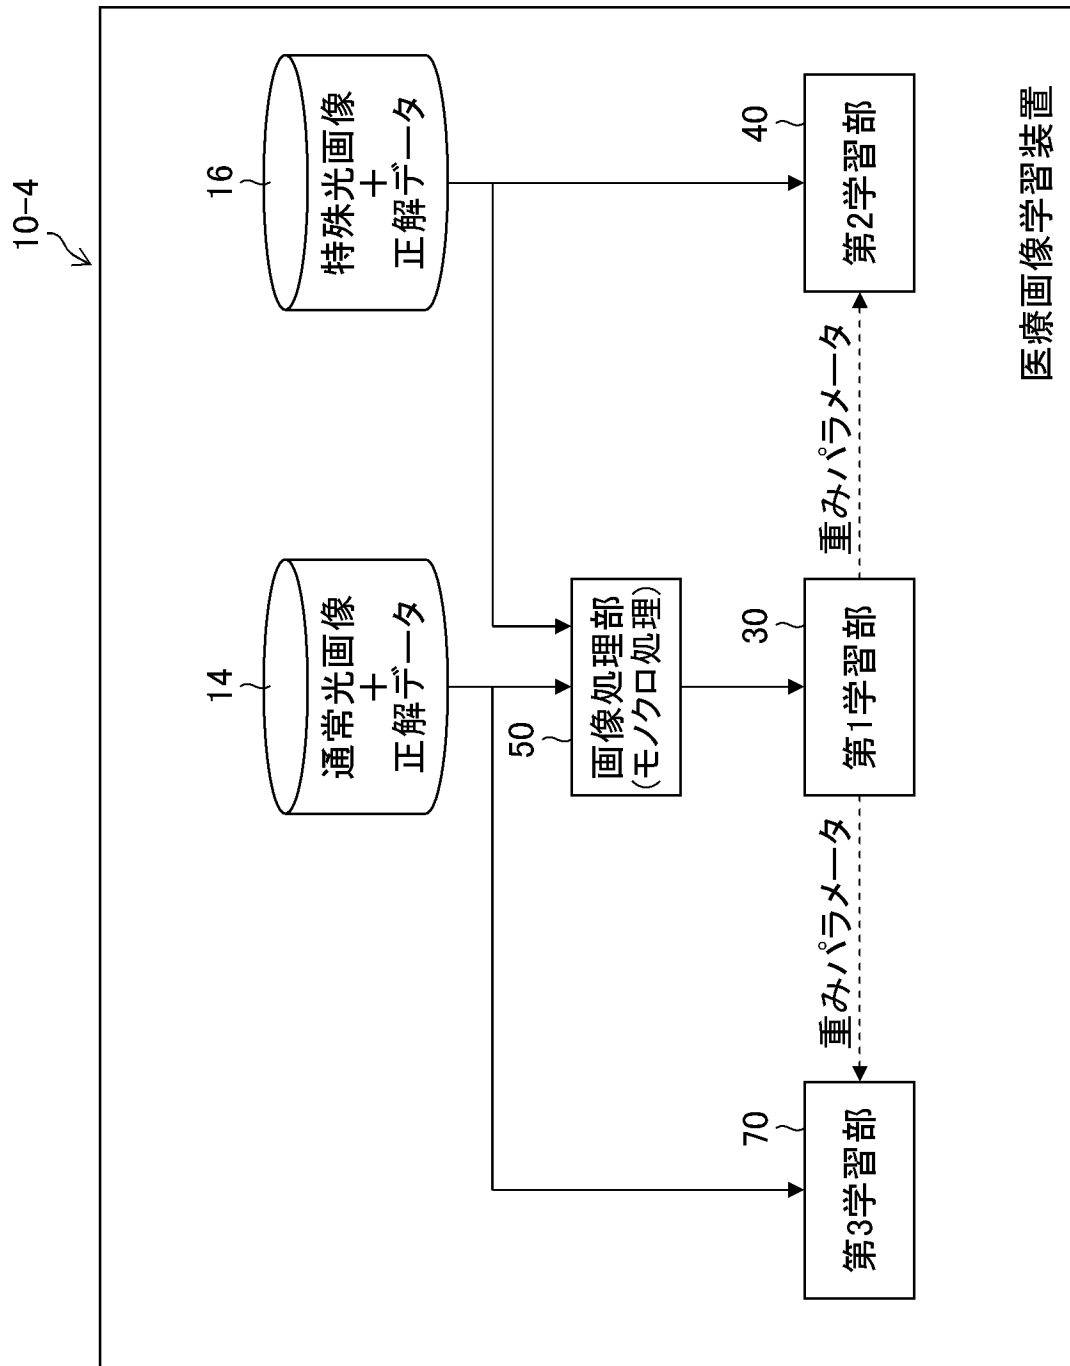 10-4
14
通常光画像
＋
正解データ
16
特殊光画像
＋
正解データ
50
画像処理部
(モノクロ処理)
70
第3学習部
重みパラメータ
30
第1学習部
重みパラメータ
40
第2学習部
医療画像学習装置